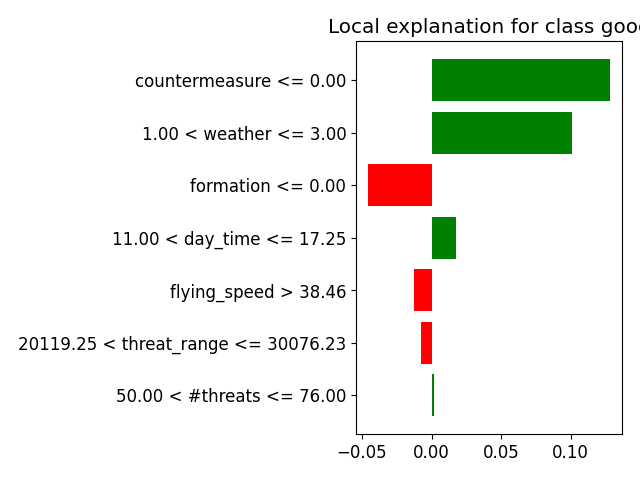 Local explanation for class goo
countermeasure <= 0.00
1.00 < weather <= 3.00
formation <= 0.00
11.00 < day_time <= 17.25
flying_speed > 38.46
20119.25 < threat_range <= 30076.23
50.00 < #threats <= 76.00
−0.05 0.00 0.05 0.10